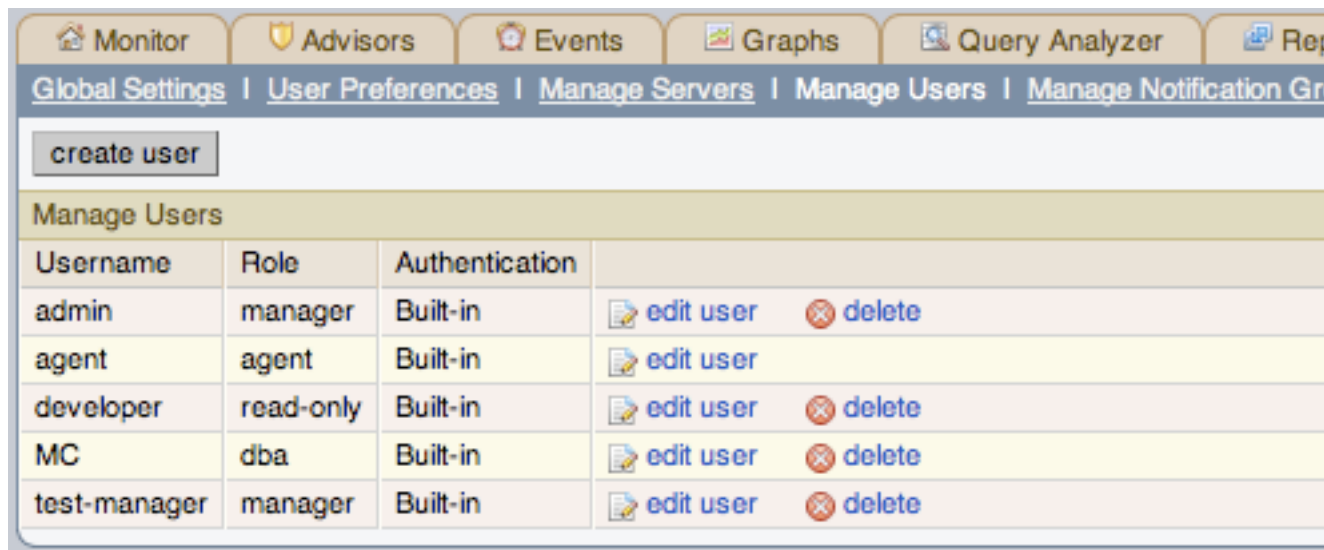 Monitor Advisors Events Graphs Query Analyzer Rep
Global Settings | User Preferences | Manage Servers | Manage Users | Manage Notification Gr
create user
Manage Users
Username Role Authentication
admin manager Built-in edit user delete
agent agent Built-in edit user
developer read-only Built-in edit user delete
MC dba Built-in edit user delete
test-manager manager Built-in edit user delete